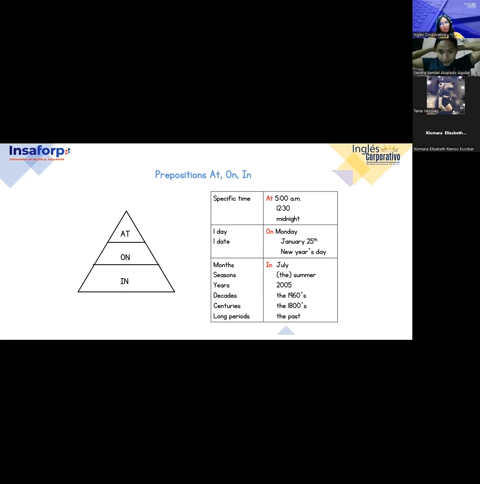 Inglés Corporativo
Sandra Yamilet Alvarado Aguilar
Tania Vasquez
Xiomara Elizabeth...
Xiomara Elizabeth Ramos Escobar
Insaforp
Inglés
Corporativo
Prepositions At, On, In
AT
ON
IN
Specific time At 5:00 a.m.
12:30
midnight
1 day On Monday
1 date January 25th
New year's day
Months In July
Seasons (the) summer
Years 2005
Decades the 1960's
Centuries the 1800's
Long periods the past